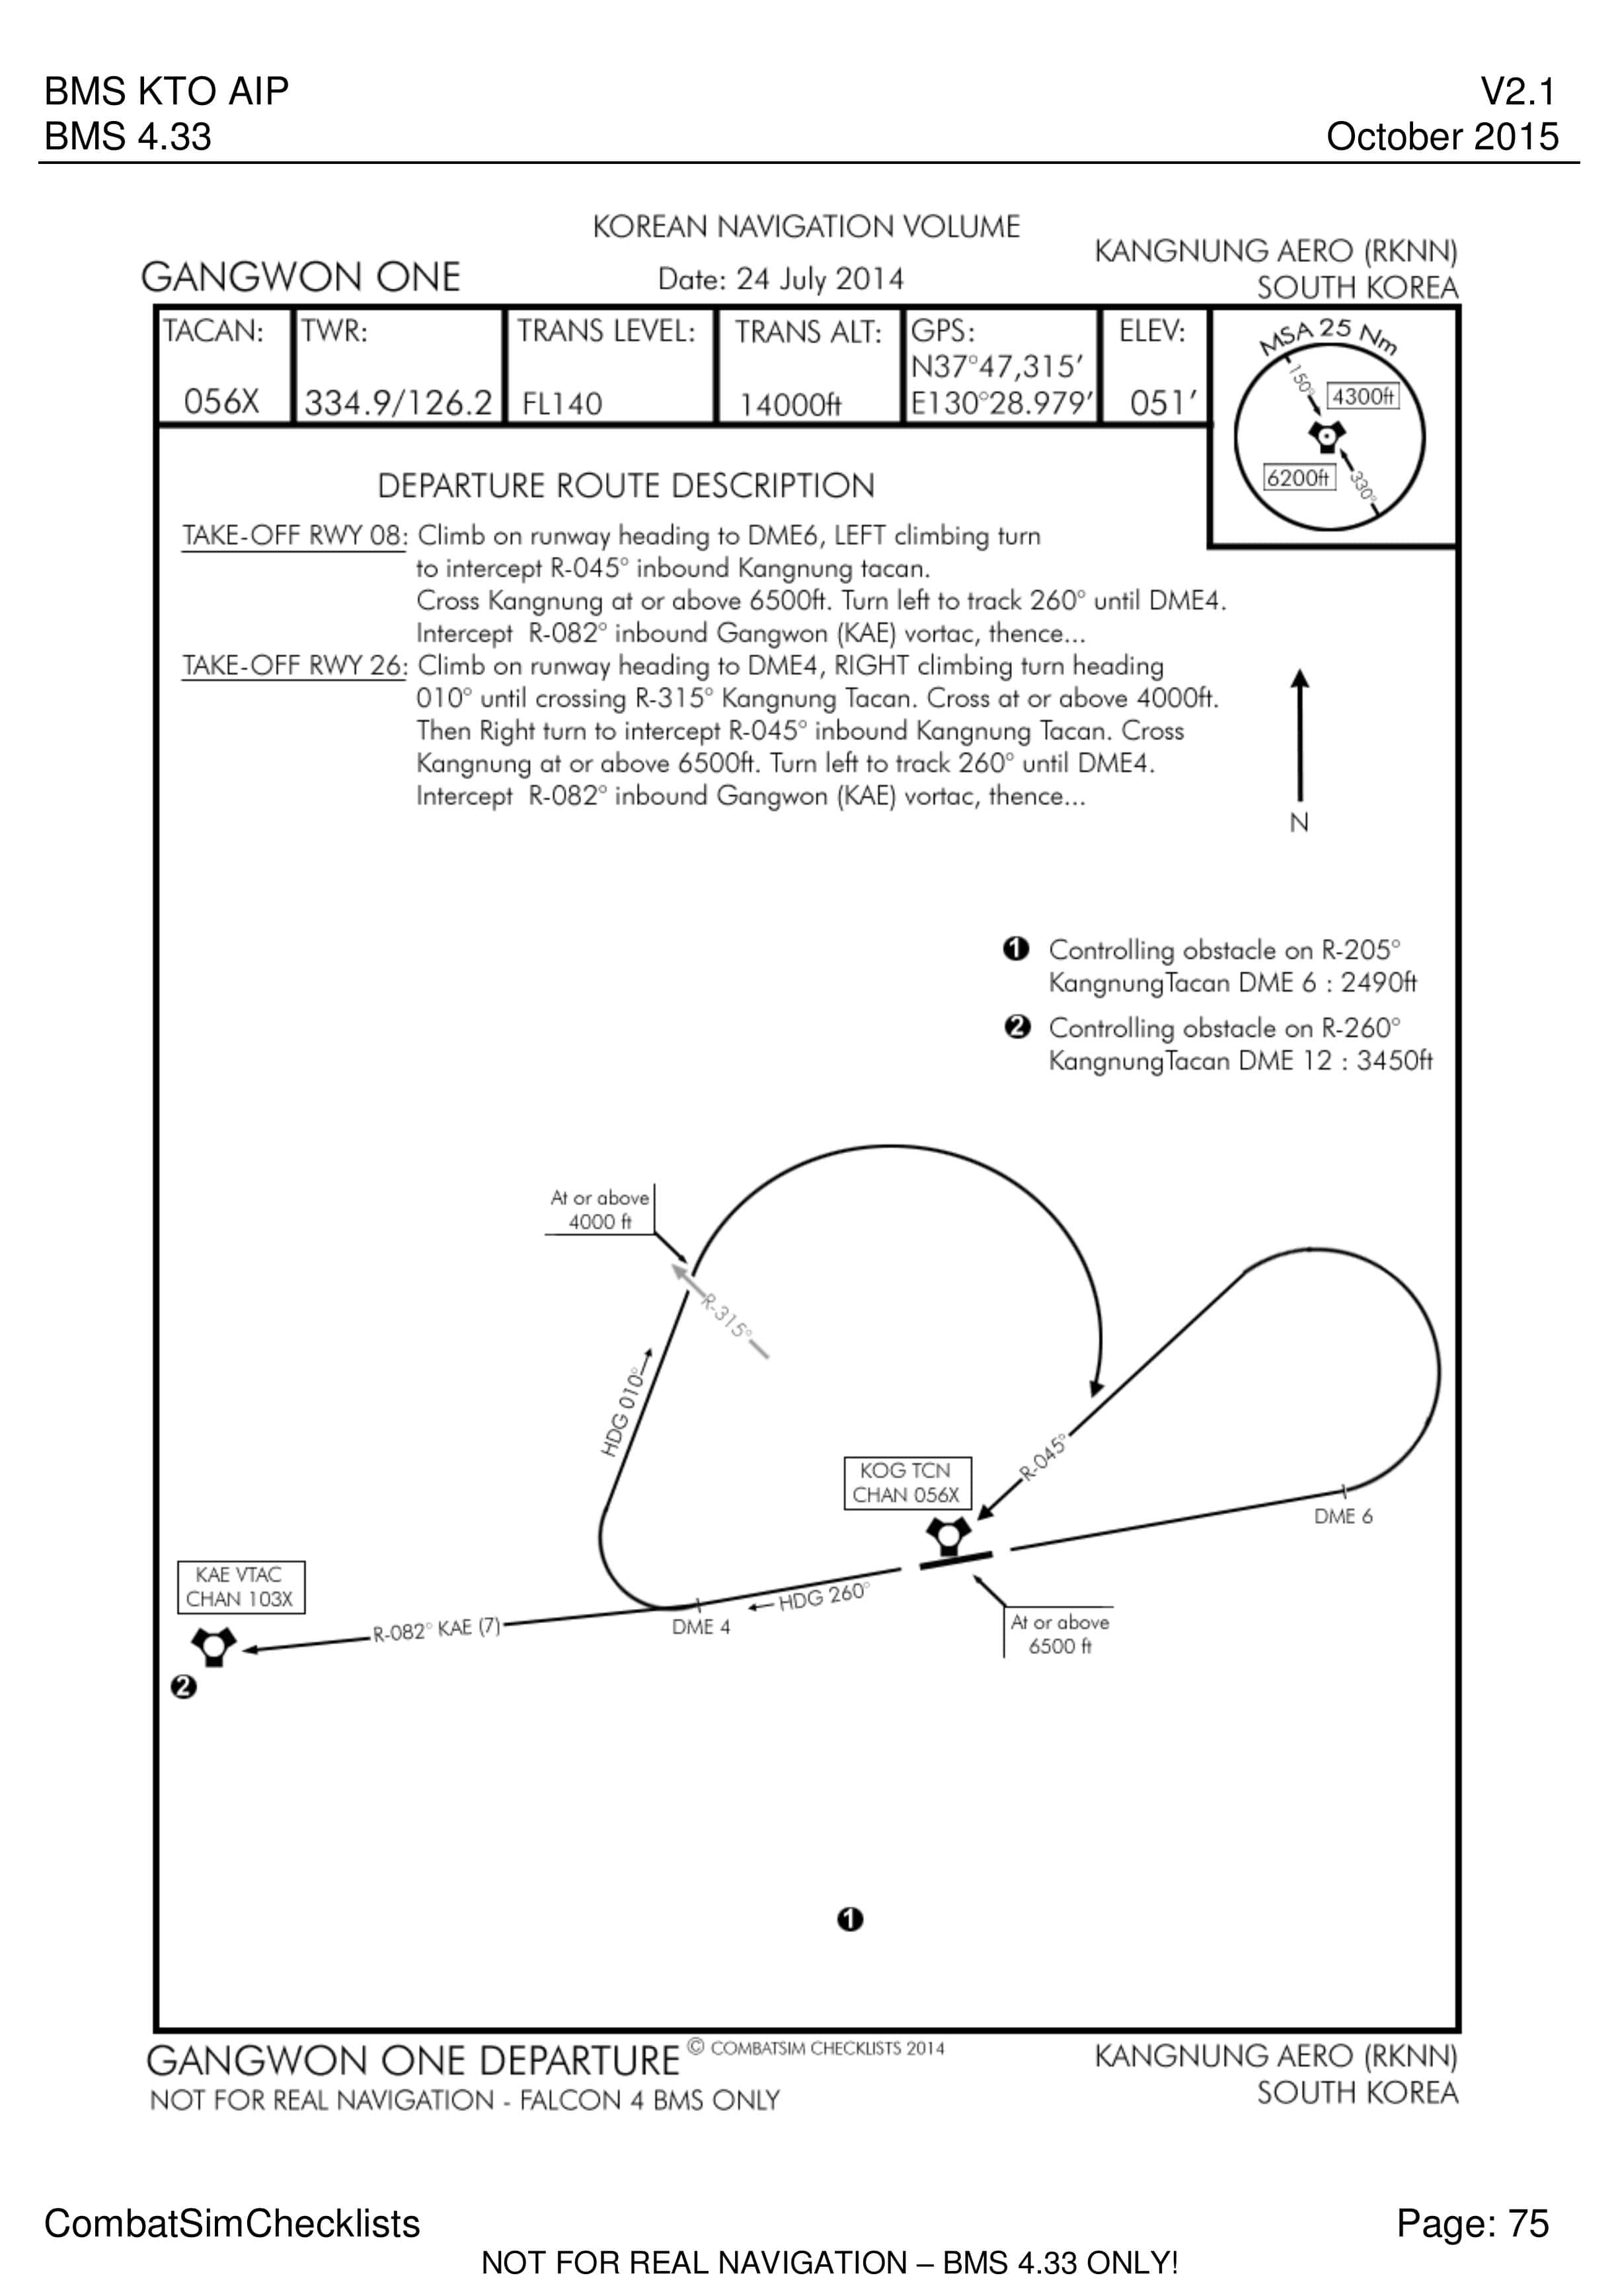 BMS KTO AIP
V2.1
BMS 4.33
October 2015
KOREAN NAVIGATION VOLUME
GANGWON ONE
Date: 24 July 2014
KANGNUNG AERO (RKNN)
SOUTH KOREA
TACAN:
056X
TWR:
334.9/126.2
TRANS LEVEL:
FL140
TRANS ALT:
14000ft
GPS:
N37°47,315’
E130°28.979’
ELEV:
051’
MSA 25 Nm
150°
4300ft
6200ft
330°
DEPARTURE ROUTE DESCRIPTION
TAKE-OFF RWY 08: Climb on runway heading to DME6, LEFT climbing turn
to intercept R-045° inbound Kangnung tacan.
Cross Kangnung at or above 6500ft. Turn left to track 260° until DME4.
Intercept R-082° inbound Gangwon (KAE) vortac, thence...
TAKE-OFF RWY 26: Climb on runway heading to DME4, RIGHT climbing turn heading
010° until crossing R-315° Kangnung Tacan. Cross at or above 4000ft.
Then Right turn to intercept R-045° inbound Kangnung Tacan. Cross
Kangnung at or above 6500ft. Turn left to track 260° until DME4.
Intercept R-082° inbound Gangwon (KAE) vortac, thence...
N
1 Controlling obstacle on R-205°
KangnungTacan DME 6 : 2490ft
2 Controlling obstacle on R-260°
KangnungTacan DME 12 : 3450ft
At or above
4000 ft
R-315°
HDG 010°
R-045°
KOG TCN
CHAN 056X
DME 6
KAE VTAC
CHAN 103X
HDG 260°
R-082° KAE (7)
DME 4
At or above
6500 ft
2
1
GANGWON ONE DEPARTURE
© COMBATSIM CHECKLISTS 2014
KANGNUNG AERO (RKNN)
NOT FOR REAL NAVIGATION - FALCON 4 BMS ONLY
SOUTH KOREA
CombatSimChecklists
Page: 75
NOT FOR REAL NAVIGATION – BMS 4.33 ONLY!